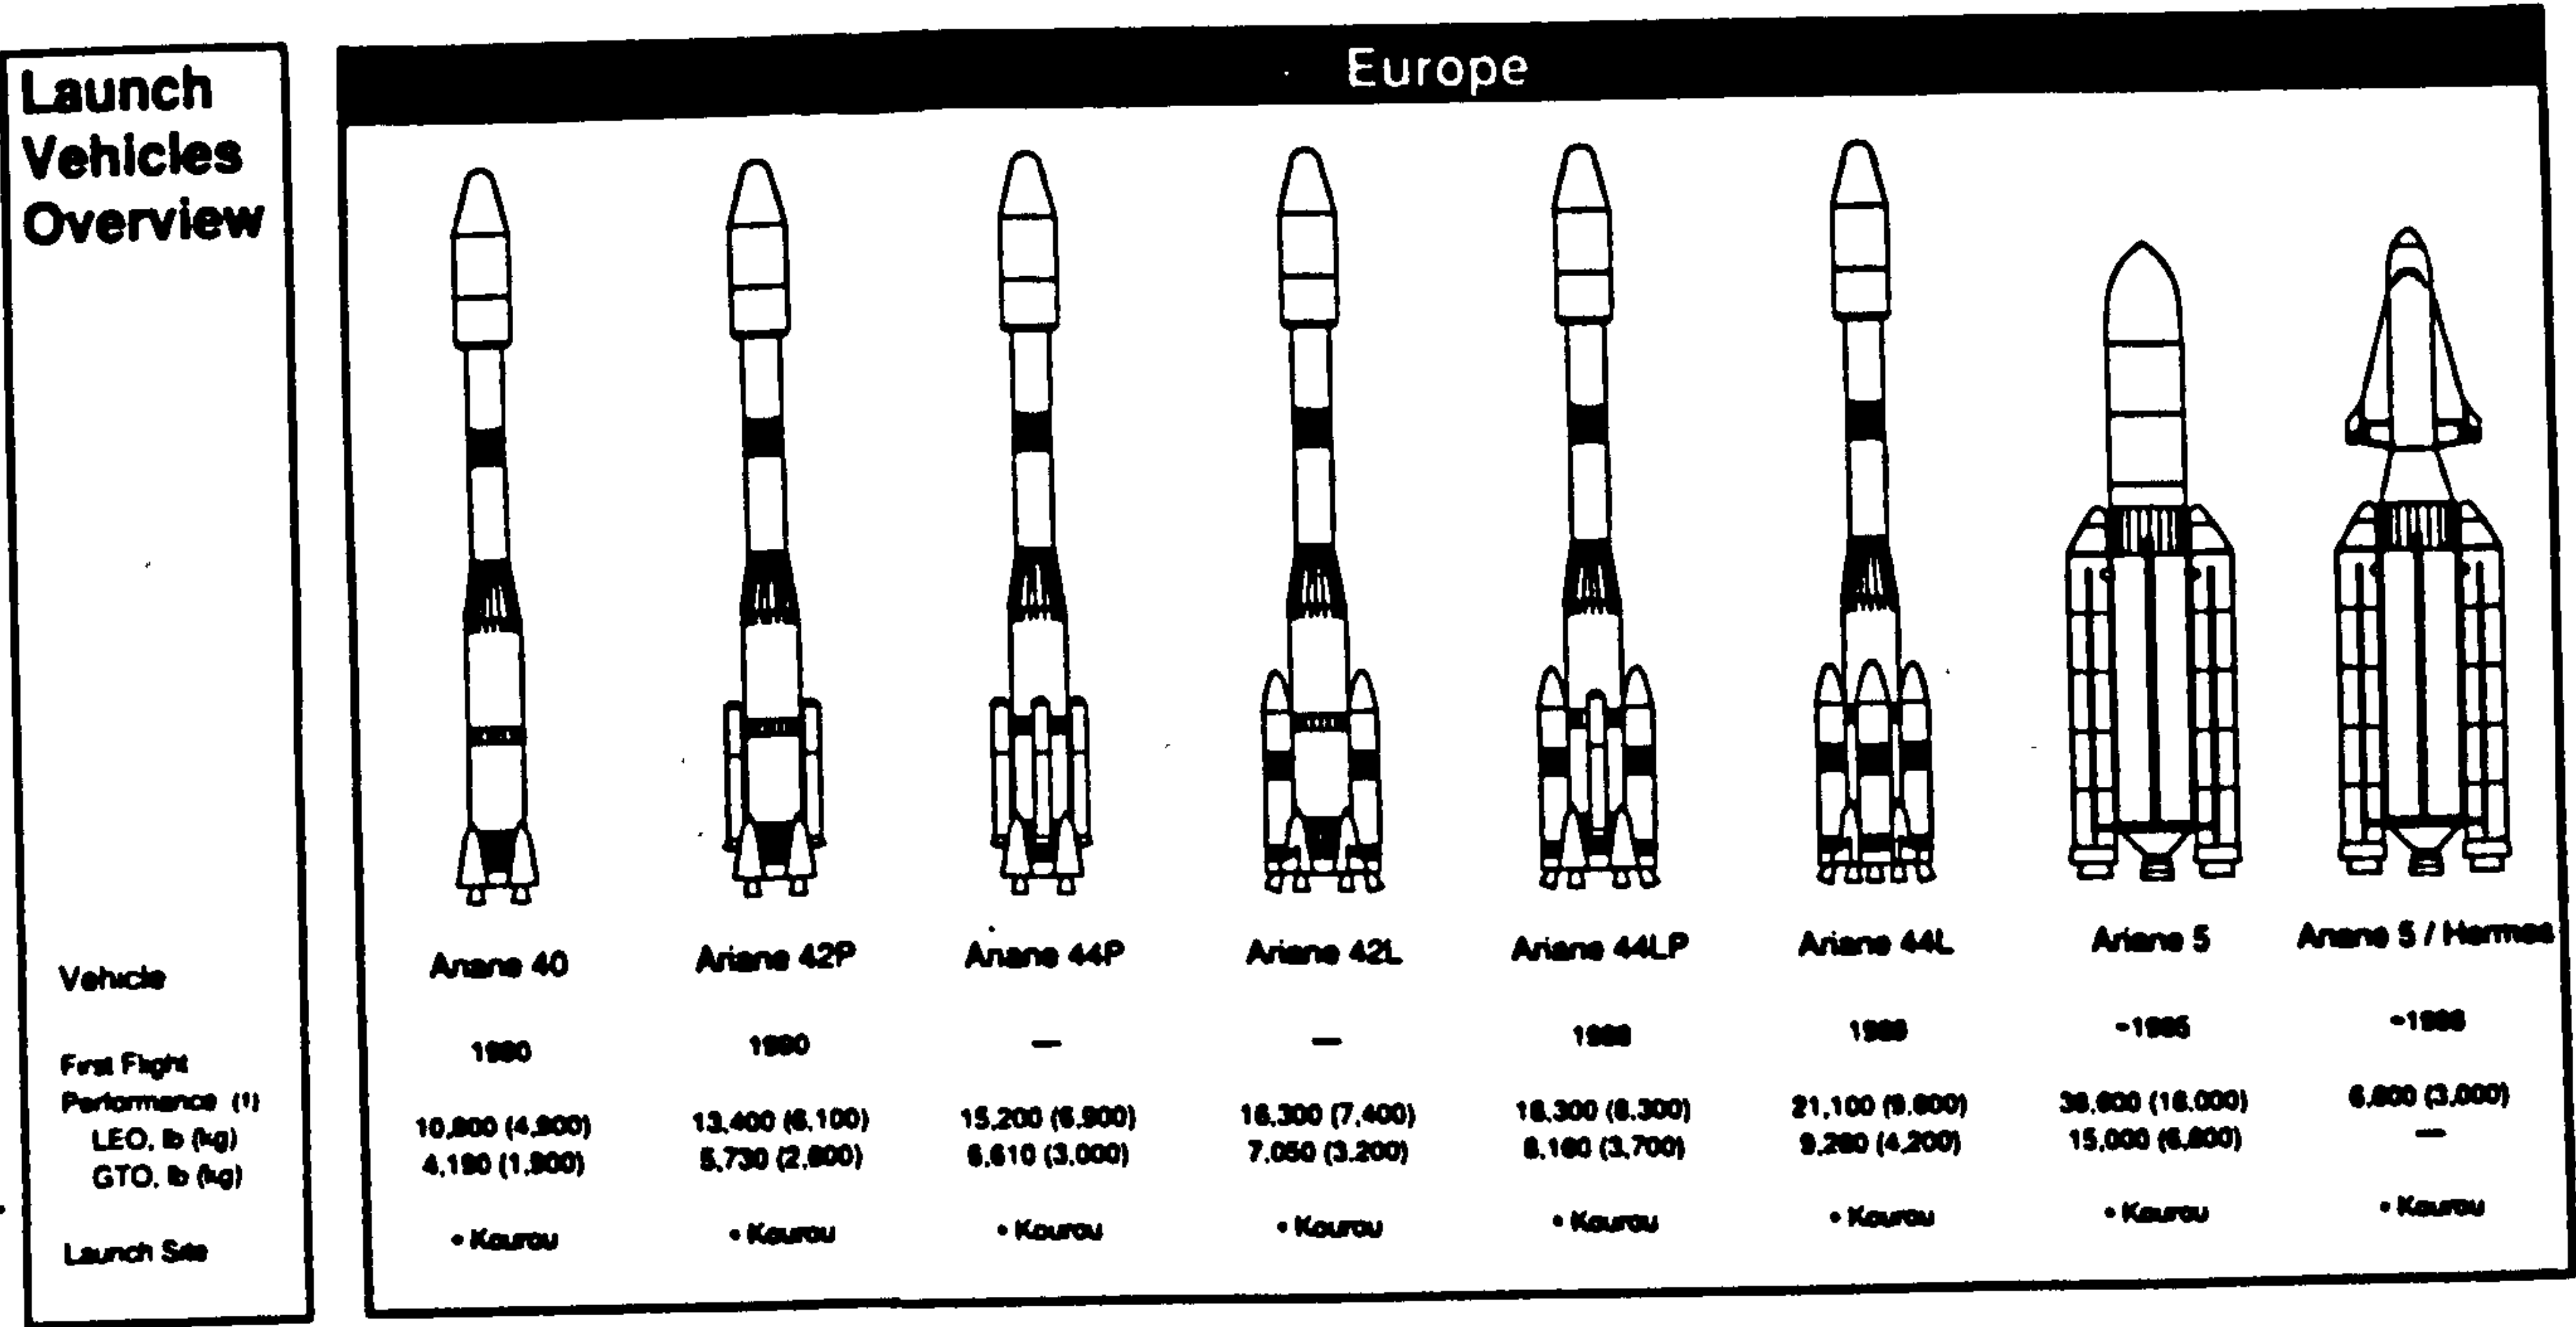 Launch
Vehicles
Overview
Europe
Vehicle Ariane 40 Ariane 42P Ariane 44P Ariane 42L Ariane 44LP Ariane 44L Ariane 5 Ariane 5 / Hermes
First Flight 1990 1990 — — 1988 ~1995
Performance (1)
LEO, lb (kg) 10,800 (4,900) 13,400 (6,100) 15,200 (6,900) 16,300 (7,400) 18,300 (8,300) 21,100 (9,600) (18,000) 6,600 (3,000)
GTO, lb (kg) 4,190 (1,900) 5,730 (2,600) 6,610 (3,000) 7,050 (3,200) 8,160 (3,700) 9,260 (4,200) 15,000 (6,800) —
Launch Site • Kourou • Kourou • Kourou • Kourou • Kourou • Kourou • Kourou • Kourou